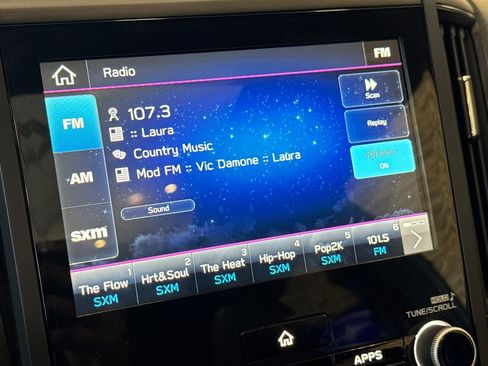 Radio
FM
FM
107.3
:: Laura
Country Music
Mod FM :: Vic Damone :: Laura
Sound
AM
sxm
Scan
Replay
ON
1
The Flow
SXM
2
Hrt&Soul
SXM
3
The Heat
SXM
4
Hip-Hop
SXM
5
Pop2K
SXM
6
101.5
FM
HOLD
TUNE/SCROLL
APPS